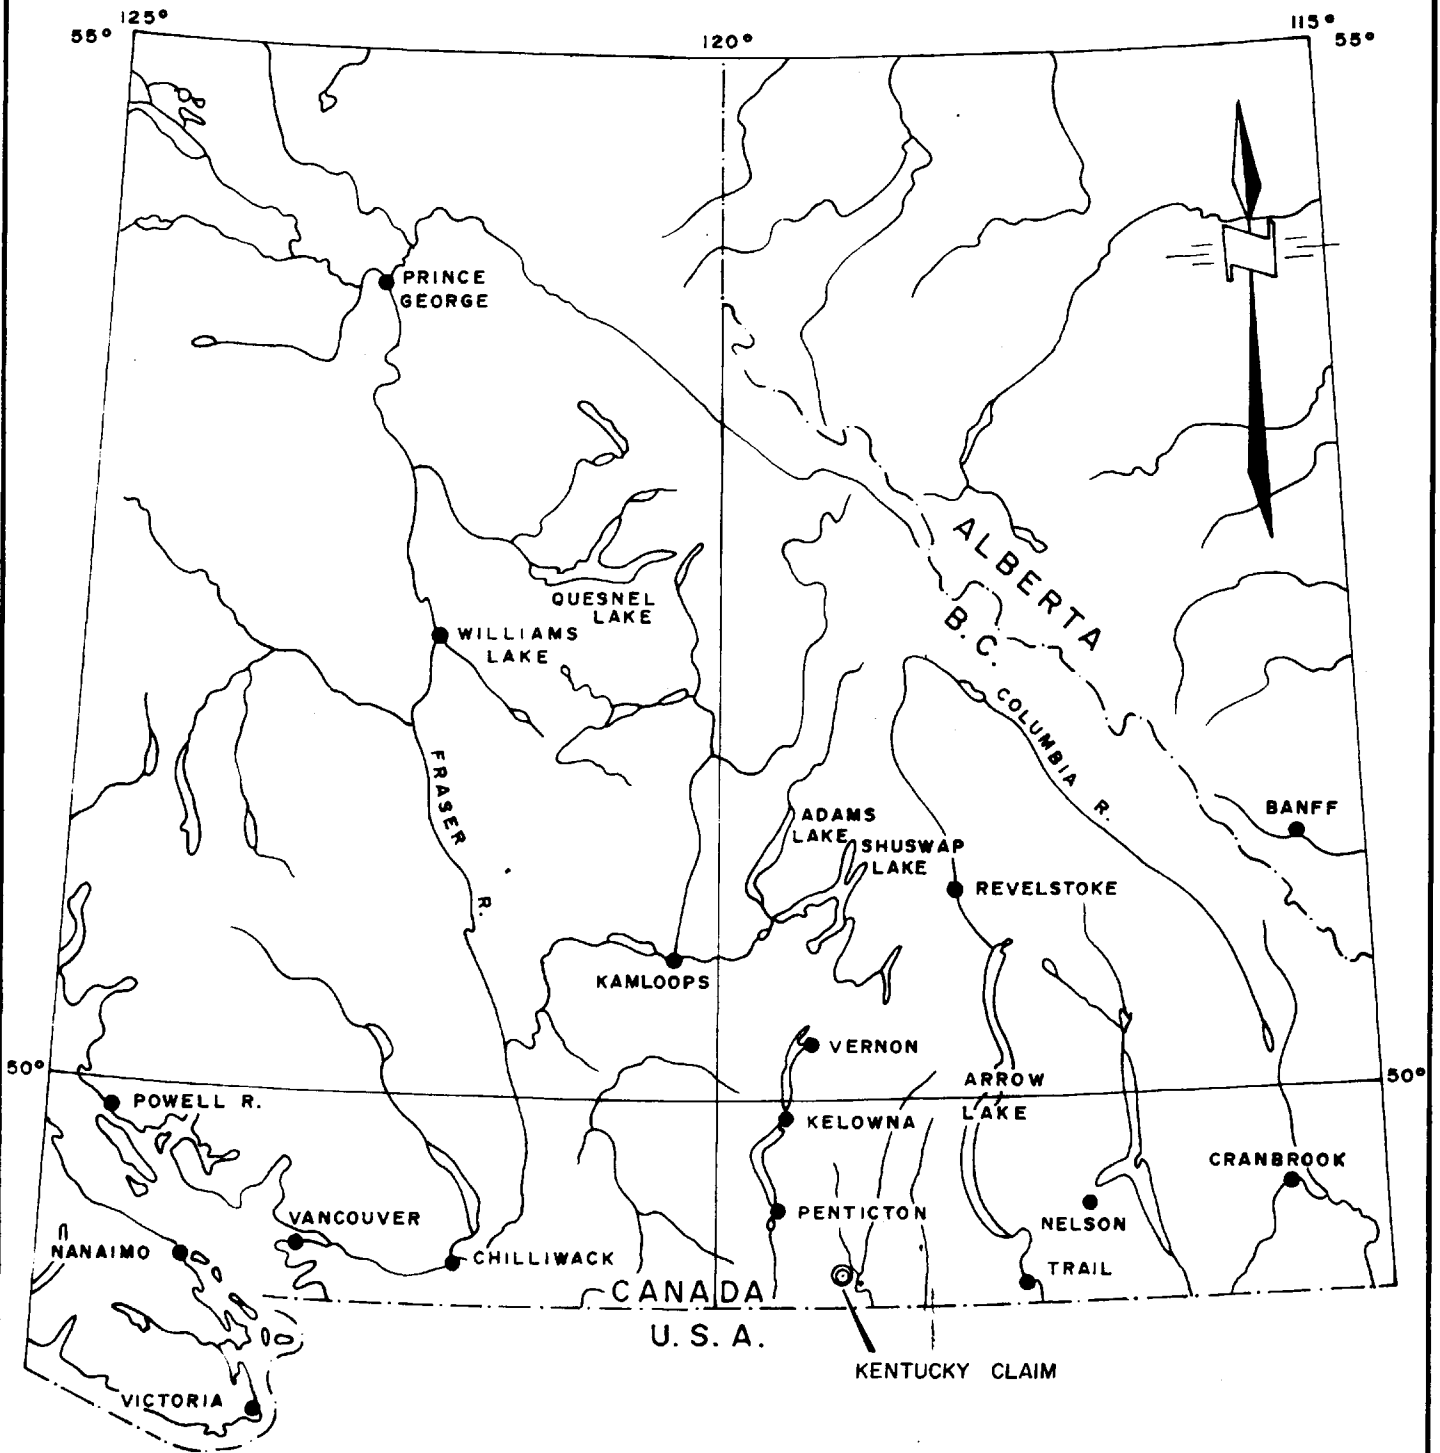 125°
115°
55°
120°
55°
PRINCE
GEORGE
ALBERTA
B.C.
QUESNEL
LAKE
WILLIAMS
LAKE
COLUMBIA R.
FRASER R.
ADAMS
LAKE
BANFF
SHUSWAP
LAKE
REVELSTOKE
KAMLOOPS
VERNON
50°
50°
ARROW
LAKE
POWELL R.
KELOWNA
CRANBROOK
VANCOUVER
PENTICTON
NELSON
NANAIMO
CHILLIWACK
TRAIL
CANADA
U.S.A.
KENTUCKY CLAIM
VICTORIA